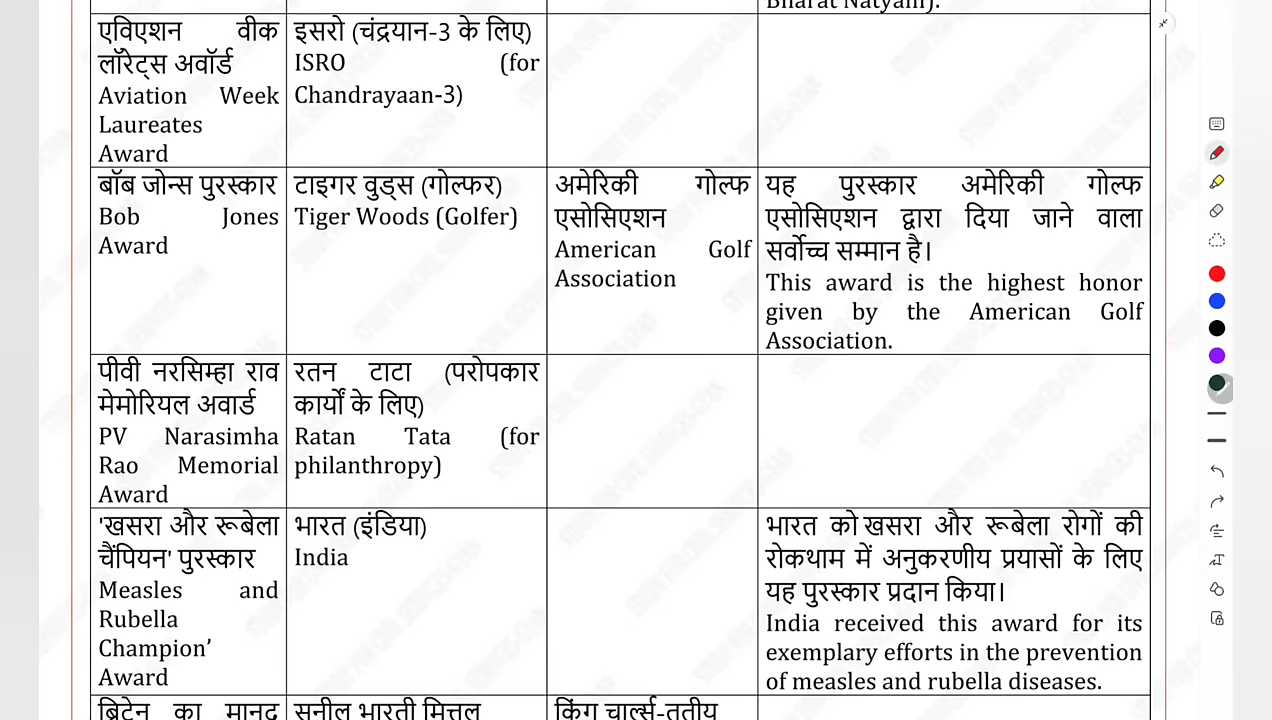 Bharat Natyam).
एविएशन वीक
लॉरेट्स अवॉर्ड
Aviation Week
Laureates
Award
इसरो (चंद्रयान-3 के लिए)
ISRO (for
Chandrayaan-3)
बॉब जोन्स पुरस्कार
Bob Jones
Award
टाइगर वुड्स (गोल्फर)
Tiger Woods (Golfer)
अमेरिकी गोल्फ
एसोसिएशन
American Golf
Association
यह पुरस्कार अमेरिकी गोल्फ
एसोसिएशन द्वारा दिया जाने वाला
सर्वोच्च सम्मान है।
This award is the highest honor
given by the American Golf
Association.
पीवी नरसिम्हा राव
मेमोरियल अवार्ड
PV Narasimha
Rao Memorial
Award
रतन टाटा (परोपकार
कार्यों के लिए)
Ratan Tata (for
philanthropy)
'खसरा और रूबेला
चैंपियन' पुरस्कार
Measles and
Rubella
Champion’
Award
भारत (इंडिया)
India
भारत को खसरा और रूबेला रोगों की
रोकथाम में अनुकरणीय प्रयासों के लिए
यह पुरस्कार प्रदान किया।
India received this award for its
exemplary efforts in the prevention
of measles and rubella diseases.
ब्रिटेन का मानद
सुनील भारती मित्तल
किंग चार्ल्स-तृतीय